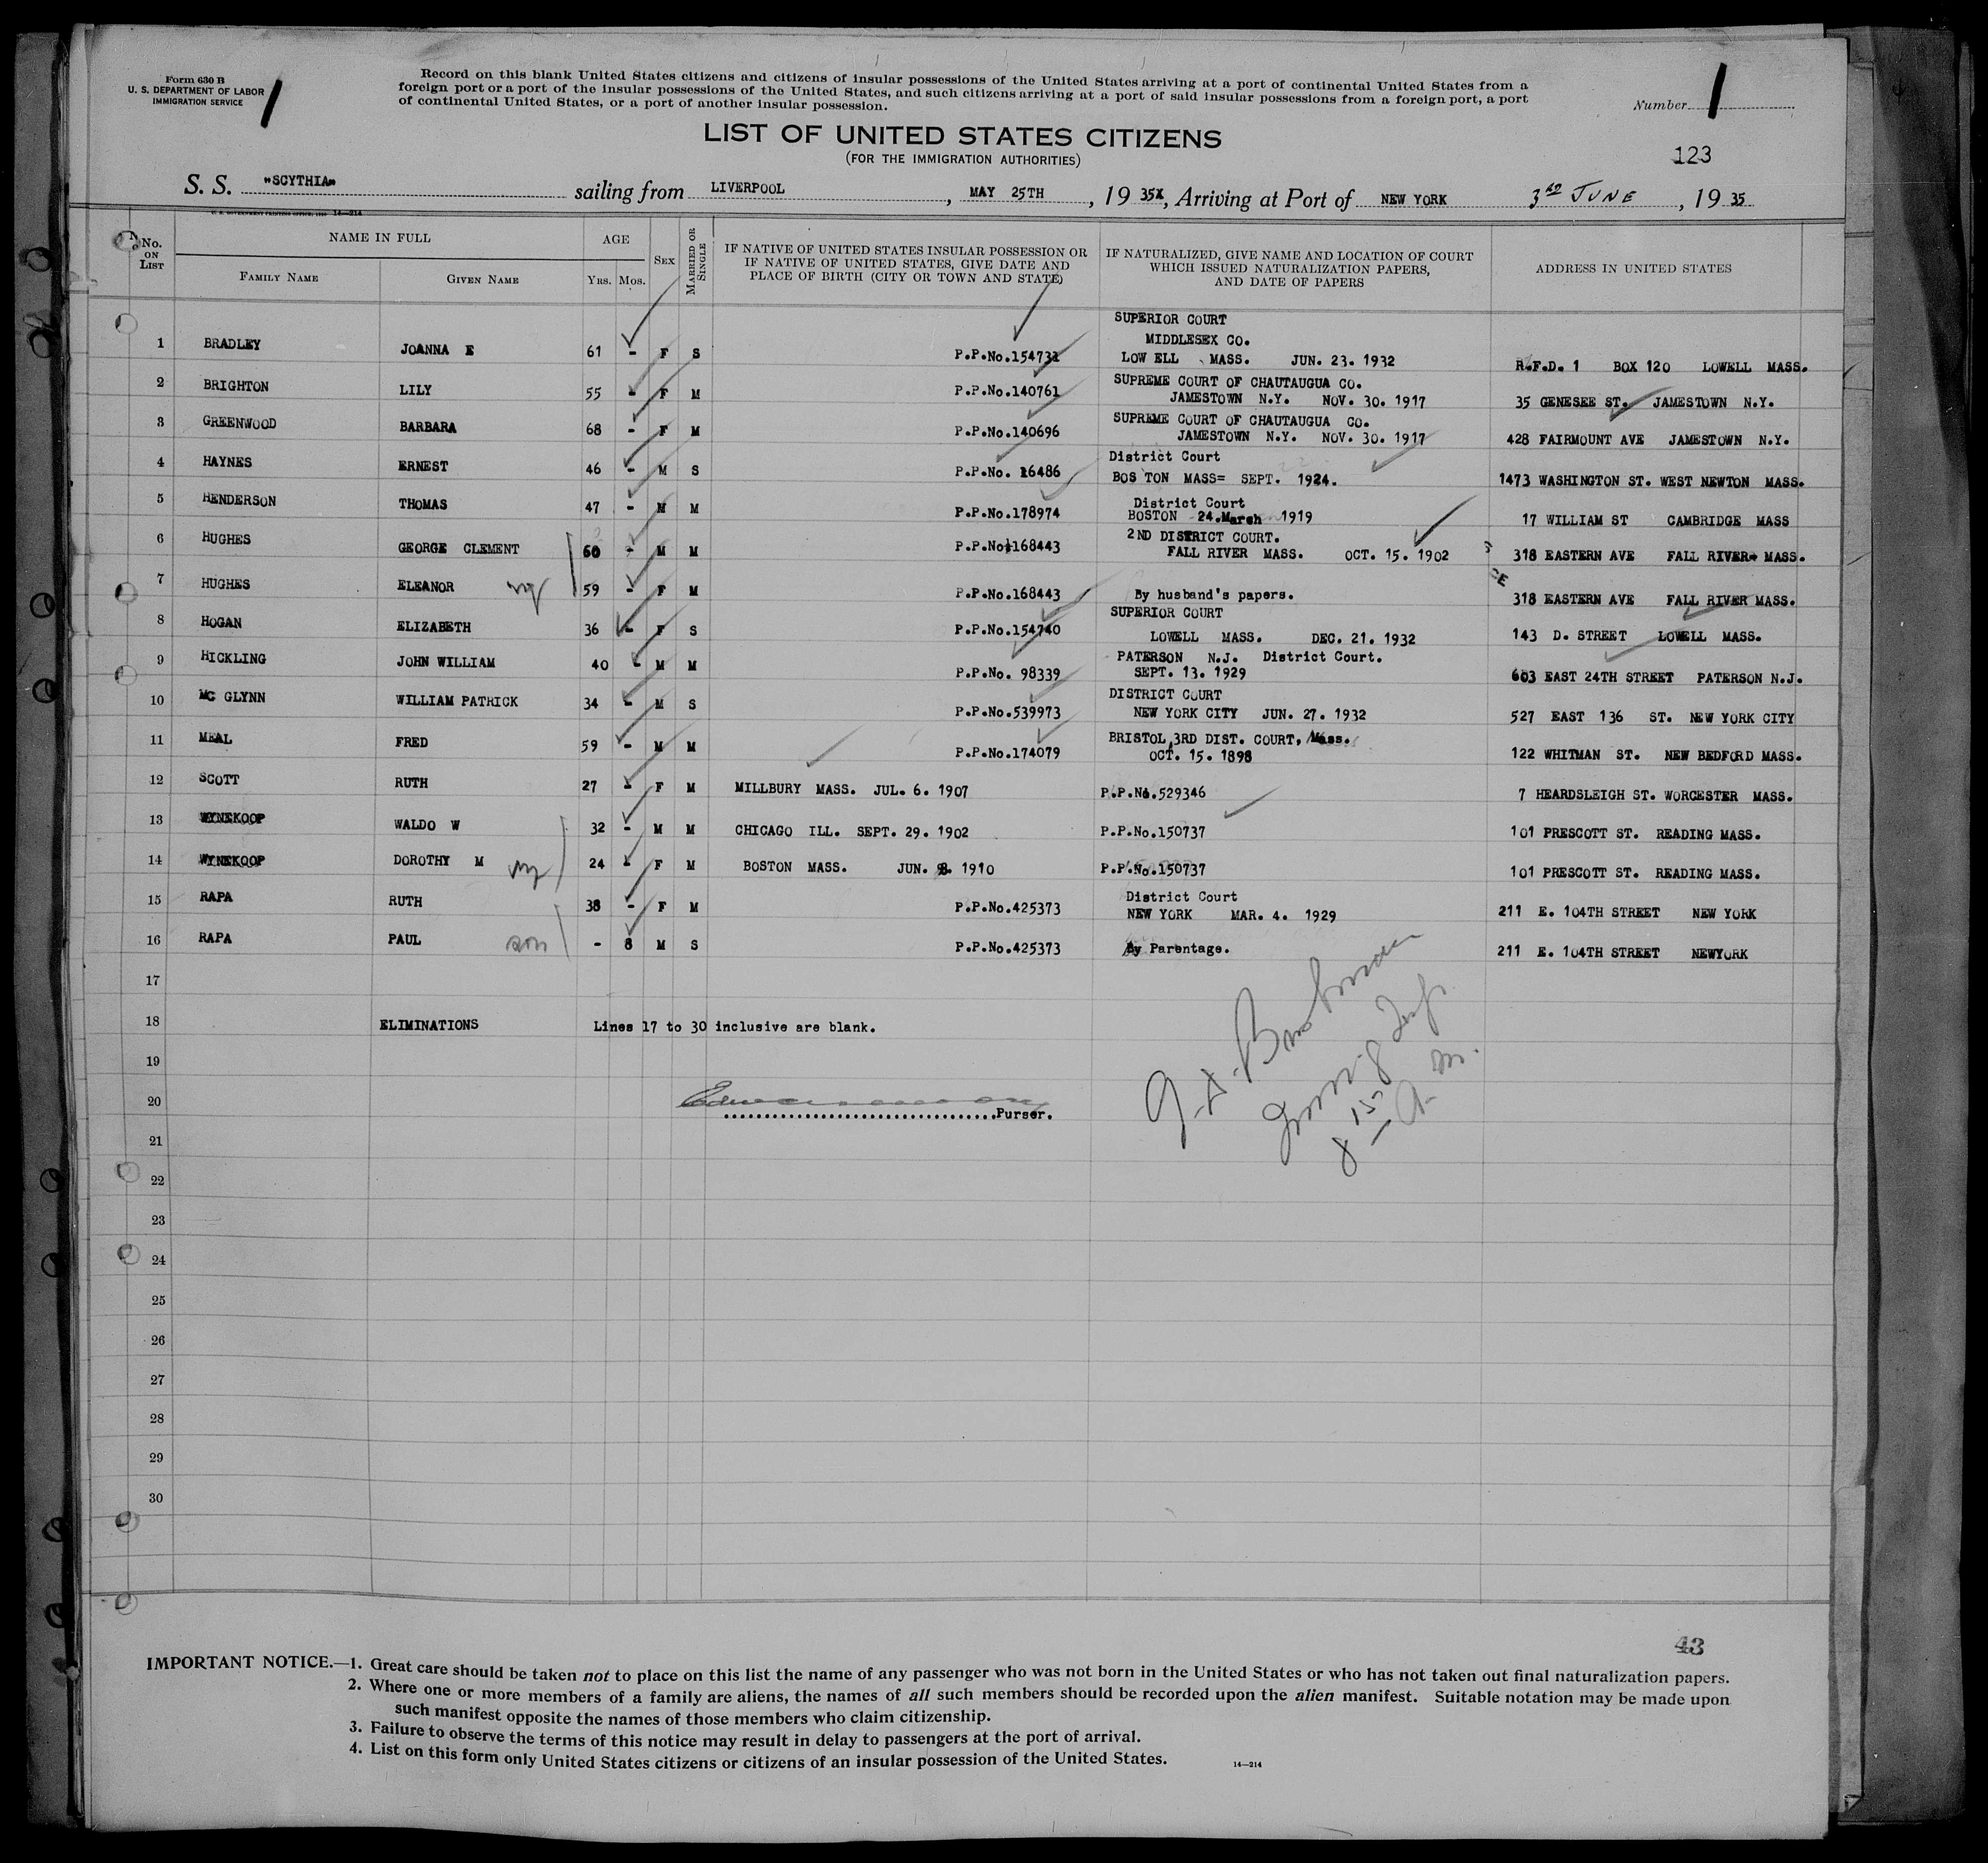 Form 630 B
U. S. DEPARTMENT OF LABOR
IMMIGRATION SERVICE
1
Record on this blank United States citizens and citizens of insular possessions of the United States arriving at a port of continental United States from a
foreign port or a port of the insular possessions of the United States, and such citizens arriving at a port of said insular possessions from a foreign port, a port
of continental United States, or a port of another insular possession.
Number 1
LIST OF UNITED STATES CITIZENS
(FOR THE IMMIGRATION AUTHORITIES)
123
S. S. "SCYTHIA" sailing from LIVERPOOL, MAY 25TH, 19 35X, Arriving at Port of NEW YORK 3RD JUNE, 19 35
14—214
No. ON LIST
NAME IN FULL
FAMILY NAME GIVEN NAME
AGE
YRS. MOS.
SEX
MARRIED OR SINGLE
IF NATIVE OF UNITED STATES INSULAR POSSESSION OR
IF NATIVE OF UNITED STATES, GIVE DATE AND
PLACE OF BIRTH (CITY OR TOWN AND STATE)
IF NATURALIZED, GIVE NAME AND LOCATION OF COURT
WHICH ISSUED NATURALIZATION PAPERS,
AND DATE OF PAPERS
ADDRESS IN UNITED STATES
SUPERIOR COURT
MIDDLESEX CO.
1 BRADLEY JOANNA E 61 - F S P.P.No.154731 LOW ELL MASS. JUN. 23. 1932 R.F.D. 1 BOX 120 LOWELL MASS.
SUPREME COURT OF CHAUTAUGUA CO.
2 BRIGHTON LILY 55 - F M P.P.No.140761 JAMESTOWN N.Y. NOV. 30. 1917 35 GENESEE ST. JAMESTOWN N.Y.
SUPREME COURT OF CHAUTAUGUA CO.
3 GREENWOOD BARBARA 68 - F M P.P.No.140696 JAMESTOWN N.Y. NOV. 30. 1917 428 FAIRMOUNT AVE JAMESTOWN N.Y.
District Court
4 HAYNES ERNEST 46 - M S P.P.No. 16486 BOS TON MASS= SEPT. 1924. 1473 WASHINGTON ST. WEST NEWTON MASS.
District Court
5 HENDERSON THOMAS 47 - M M P.P.No.178974 BOSTON 24.March 1919 17 WILLIAM ST CAMBRIDGE MASS
2ND DISTRICT COURT.
6 HUGHES GEORGE CLEMENT 60 - M M P.P.No.168443 FALL RIVER MASS. OCT. 15. 1902 318 EASTERN AVE FALL RIVER MASS.
7 HUGHES ELEANOR 59 - F M P.P.No.168443 By husband's papers. 318 EASTERN AVE FALL RIVER MASS.
SUPERIOR COURT
8 HOGAN ELIZABETH 36 - F S P.P.No.154740 LOWELL MASS. DEC. 21. 1932 143 D. STREET LOWELL MASS.
PATERSON N.J. District Court.
9 HICKLING JOHN WILLIAM 40 - M M P.P.No. 98339 SEPT. 13. 1929 603 EAST 24TH STREET PATERSON N.J.
DISTRICT COURT
10 MC GLYNN WILLIAM PATRICK 34 - M S P.P.No.539973 NEW YORK CITY JUN. 27. 1932 527 EAST 136 ST. NEW YORK CITY
BRISTOL 3RD DIST. COURT, Mass.
11 MEAL FRED 59 - M M P.P.No.174079 OCT. 15. 1898 122 WHITMAN ST. NEW BEDFORD MASS.
12 SCOTT RUTH 27 - F M MILLBURY MASS. JUL. 6. 1907 P.P.No.529346 7 HEARDSLEIGH ST. WORCESTER MASS.
13 WYNEKOOP WALDO W 32 - M M CHICAGO ILL. SEPT. 29. 1902 P.P.No.150737 101 PRESCOTT ST. READING MASS.
14 WYNEKOOP DOROTHY M 24 - F M BOSTON MASS. JUN. 8. 1910 P.P.No.150737 101 PRESCOTT ST. READING MASS.
District Court
15 RAPA RUTH 38 - F M P.P.No.425373 NEW YORK MAR. 4. 1929 211 E. 104TH STREET NEW YORK
16 RAPA PAUL son - 8 M S P.P.No.425373 By Parentage. 211 E. 104TH STREET NEWYORK
17
18 ELIMINATIONS Lines 17 to 30 inclusive are blank.
19
20 Purser.
21
22
23
24
25
26
27
28
29
30
43
IMPORTANT NOTICE.—1. Great care should be taken not to place on this list the name of any passenger who was not born in the United States or who has not taken out final naturalization papers.
2. Where one or more members of a family are aliens, the names of all such members should be recorded upon the alien manifest. Suitable notation may be made upon
such manifest opposite the names of those members who claim citizenship.
3. Failure to observe the terms of this notice may result in delay to passengers at the port of arrival.
4. List on this form only United States citizens or citizens of an insular possession of the United States.
14—214